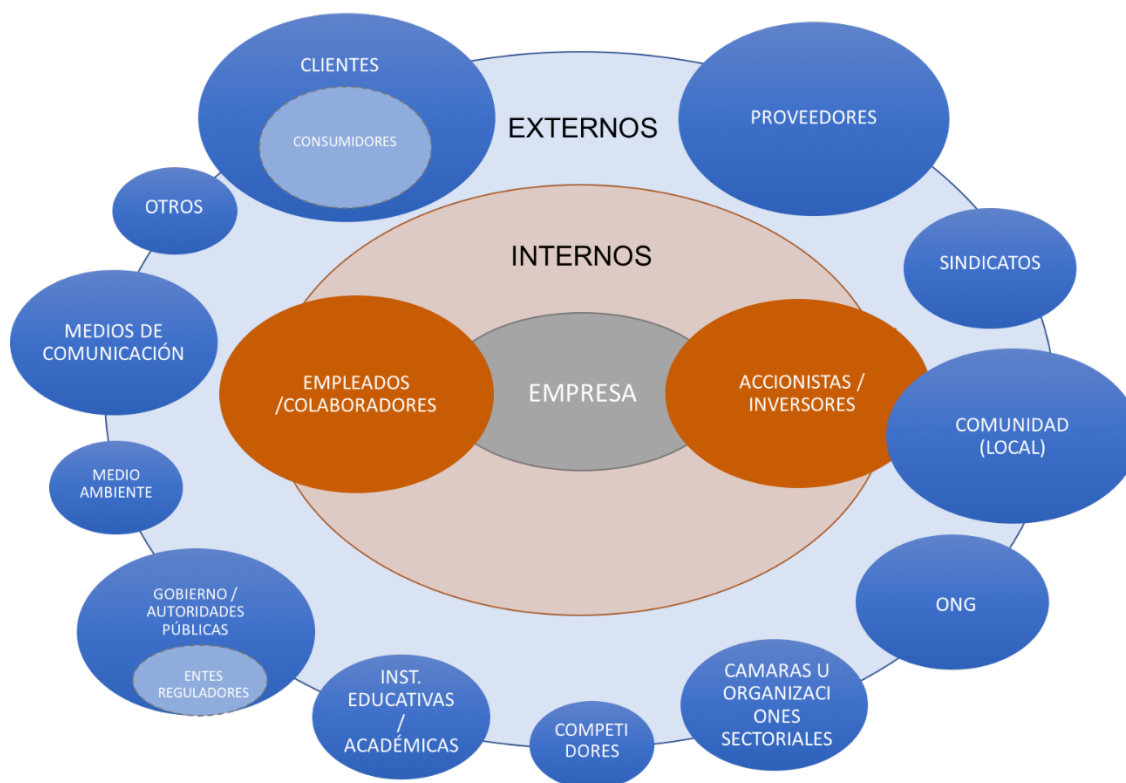 CLIENTES
CONSUMIDORES
EXTERNOS
PROVEEDORES
OTROS
SINDICATOS
INTERNOS
MEDIOS DE
COMUNICACIÓN
EMPLEADOS
/COLABORADORES
EMPRESA
ACCIONISTAS /
INVERSORES
COMUNIDAD
(LOCAL)
MEDIO
AMBIENTE
GOBIERNO /
AUTORIDADES
PÚBLICAS
ENTES
REGULADORES
ONG
INST.
EDUCATIVAS
/
ACADÉMICAS
COMPETI
DORES
CAMARAS U
ORGANIZACI
ONES
SECTORIALES